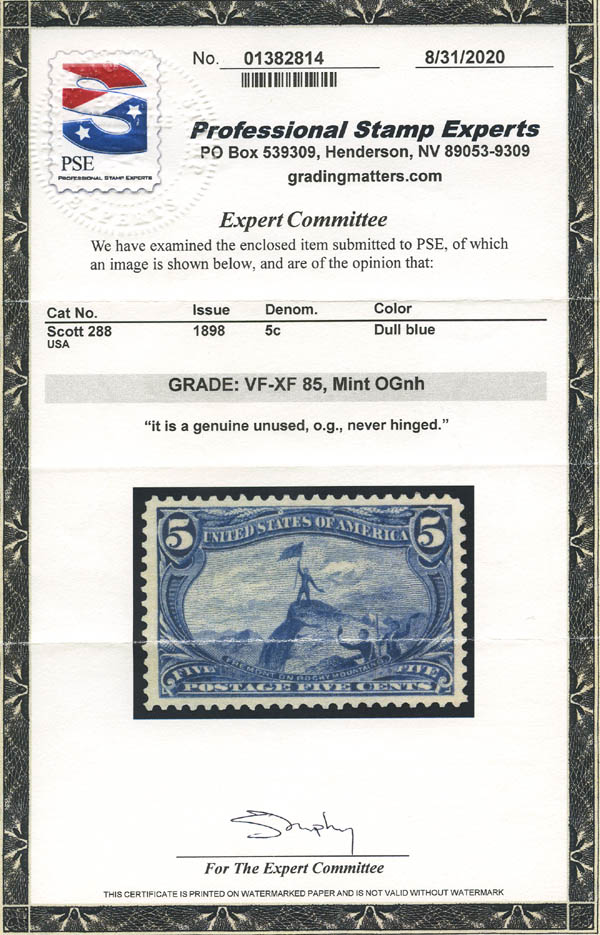 No. 01382814
8/31/2020
PSE
PROFESSIONAL STAMP EXPERTS
Professional Stamp Experts
PO Box 539309, Henderson, NV 89053-9309
gradingmatters.com
Expert Committee
We have examined the enclosed item submitted to PSE, of which
an image is shown below, and are of the opinion that:
Cat No. Issue Denom. Color
Scott 288 1898 5c Dull blue
USA
GRADE: VF-XF 85, Mint OGnh
“it is a genuine unused, o.g., never hinged.”
5 UNITED STATES OF AMERICA 5
FREMONT ON ROCKY MOUNTAINS
FIVE FIVE
POSTAGE FIVE CENTS
For The Expert Committee
THIS CERTIFICATE IS PRINTED ON WATERMARKED PAPER AND IS NOT VALID WITHOUT WATERMARK